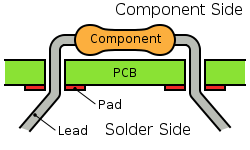 Component Side
Component
PCB
Pad
Lead
Solder Side